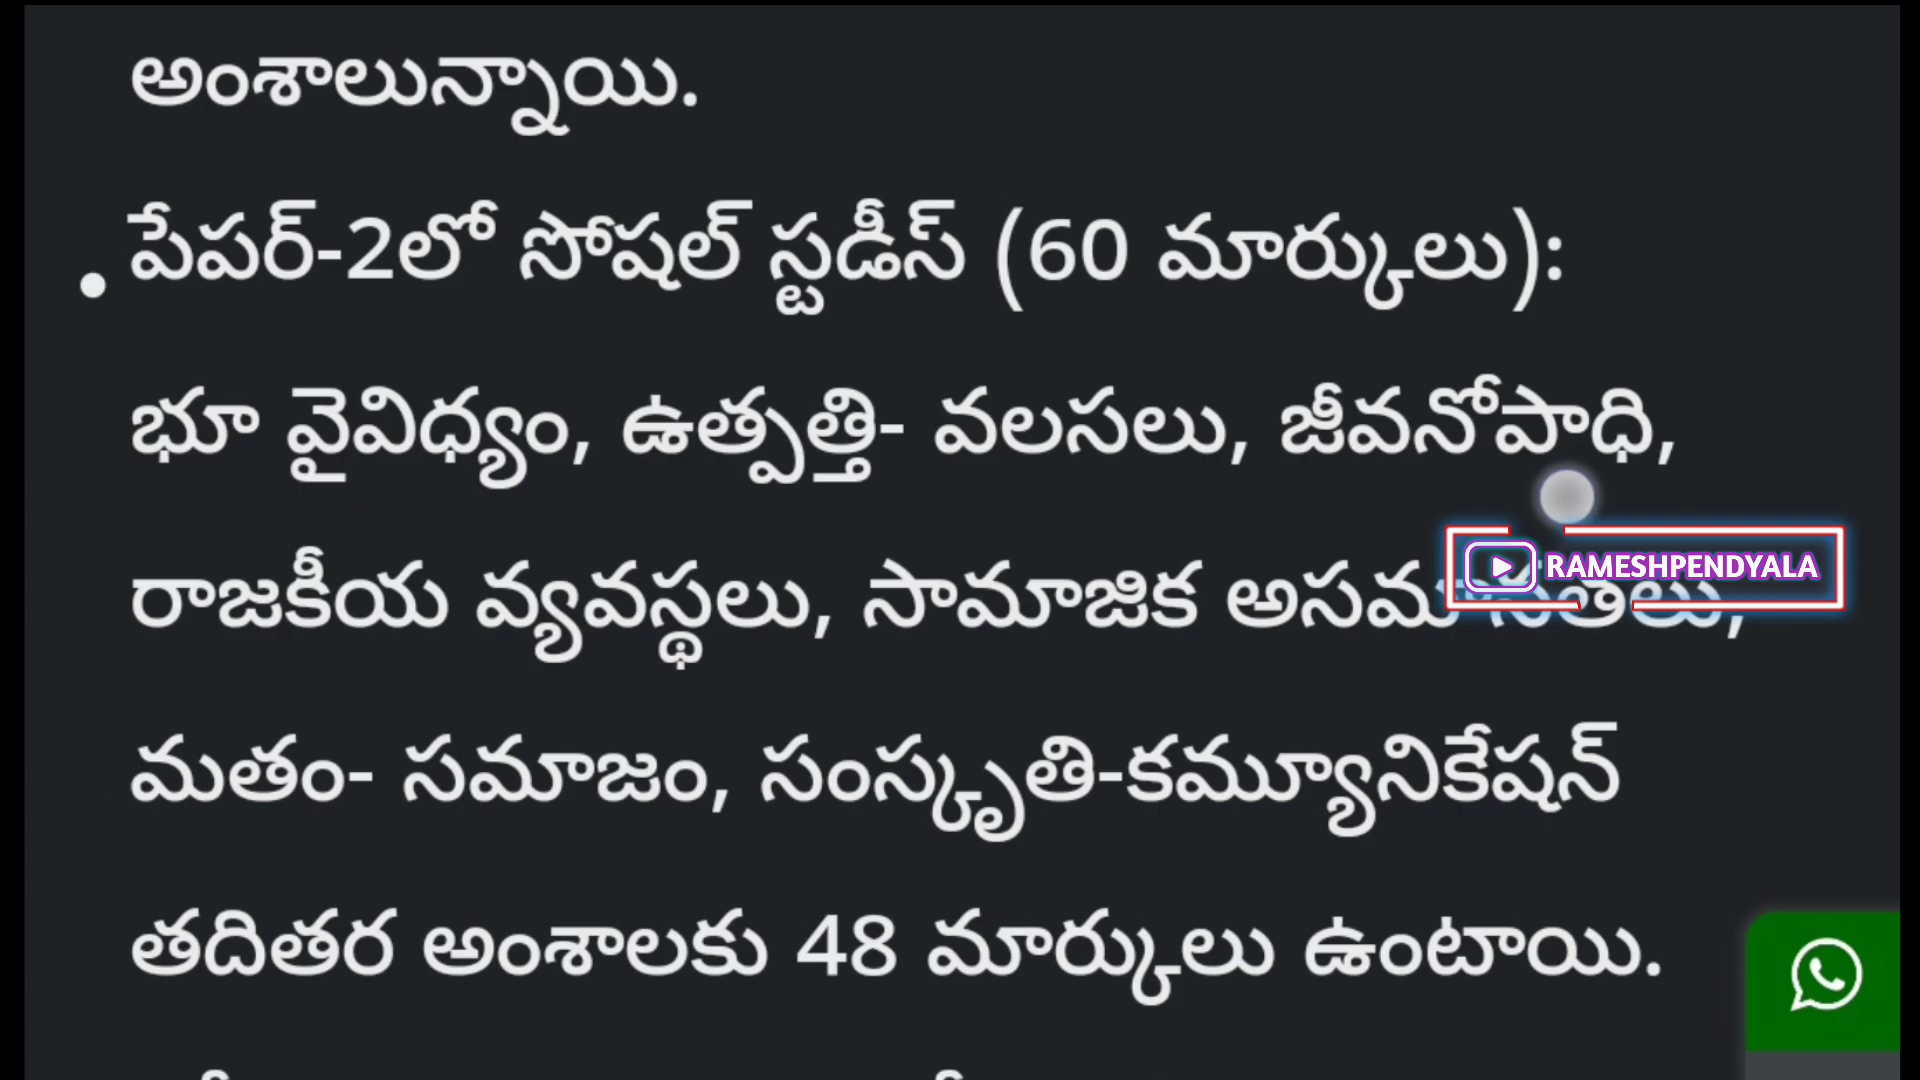 అంశాలున్నాయి.
• పేపర్-2లో సోషల్ స్టడీస్ (60 మార్కులు):
భూ వైవిధ్యం, ఉత్పత్తి- వలసలు, జీవనోపాధి,
RAMESHPENDYALA
రాజకీయ వ్యవస్థలు, సామాజిక అసమానతలు,
మతం- సమాజం, సంస్కృతి-కమ్యూనికేషన్
తదితర అంశాలకు 48 మార్కులు ఉంటాయి.